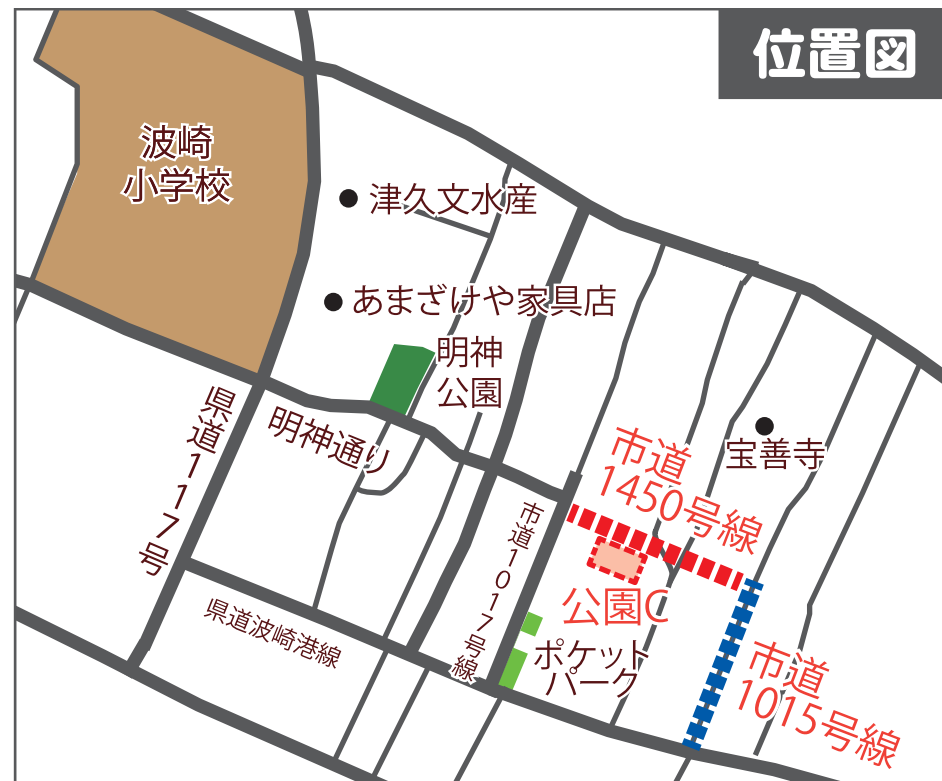 位置図
波崎
小学校
津久文水産
あまざけや家具店
明神
公園
県道117号
明神通り
宝善寺
市道
1450号線
市道1017号線
公園C
県道波崎港線
ポケット
パーク
市道
1015号線